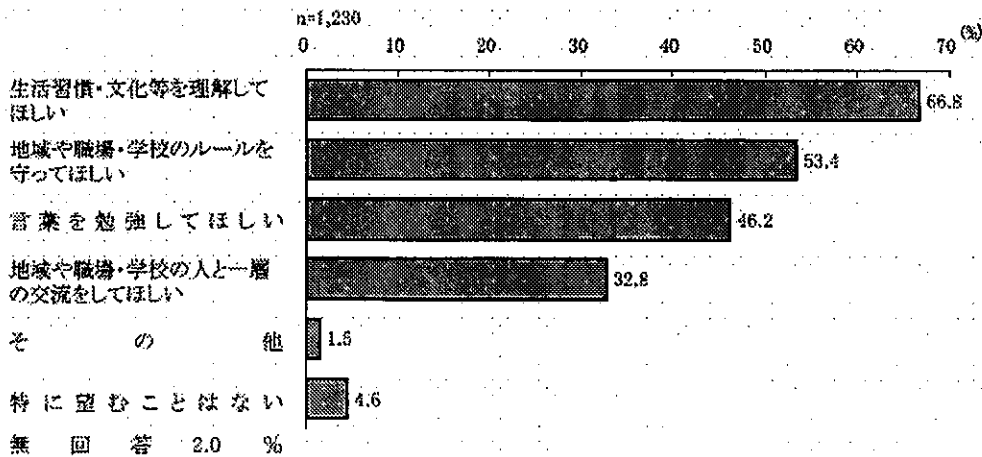 n=1,230
0 10 20 30 40 50 60 70 (%)
生活習慣・文化等を理解して
ほしい
66.8
地域や職場・学校のルールを
守ってほしい
53.4
言葉を勉強してほしい
46.2
地域や職場・学校の人と一層
の交流をしてほしい
32.8
その他
1.5
特に望むことはない
4.6
無回答 2.0 %